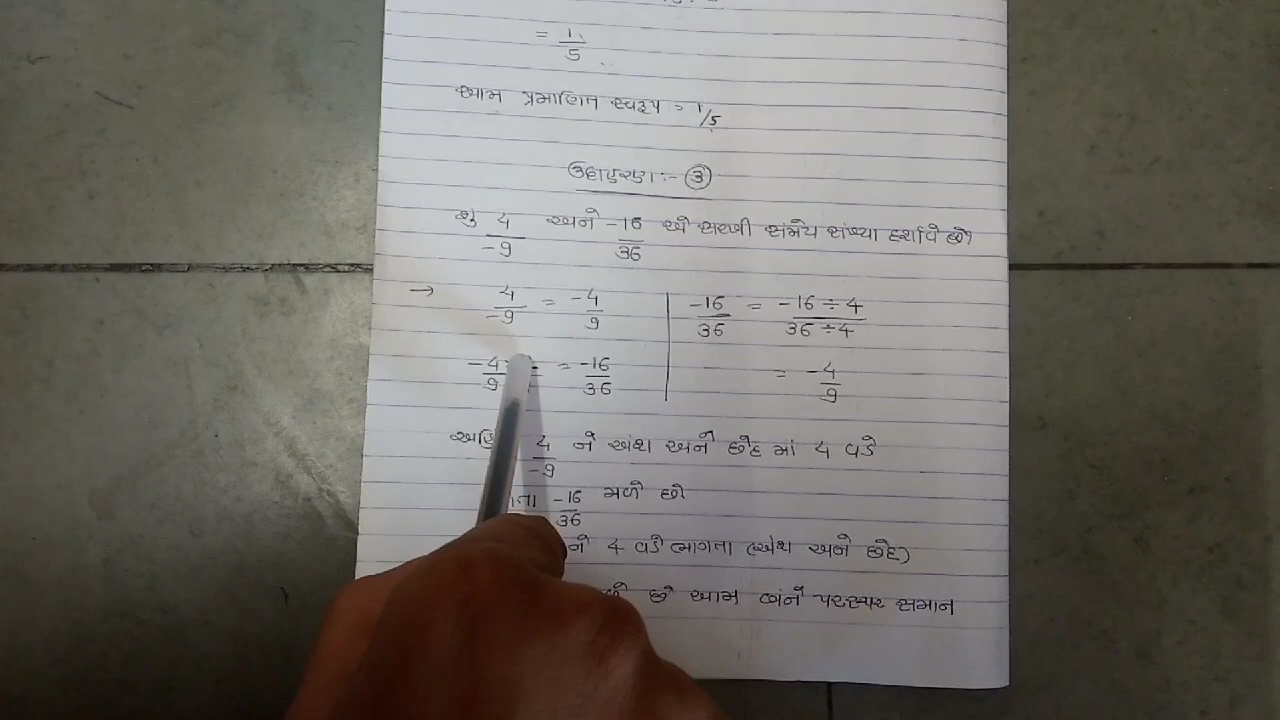 = 1/5
આમ પ્રમાણિત સ્વરૂપ = 1/5
ઉદાહરણ:- ③
શુ 4/-9 અને -16/36 એ સરખી સંમેય સંખ્યા દર્શાવે છે?
→ 4/-9 = -4/9
-16/36 = -16 ÷ 4/36 ÷ 4
-4/9 = -16/36
= -4/9
4/-9 ને અંશ અને છેદ માં 4 વડે
-16/36 મળે છે
ને 4 વડે ભાગતા (અંશ અને છેદ)
છે આમ બંને પરસ્પર સમાન